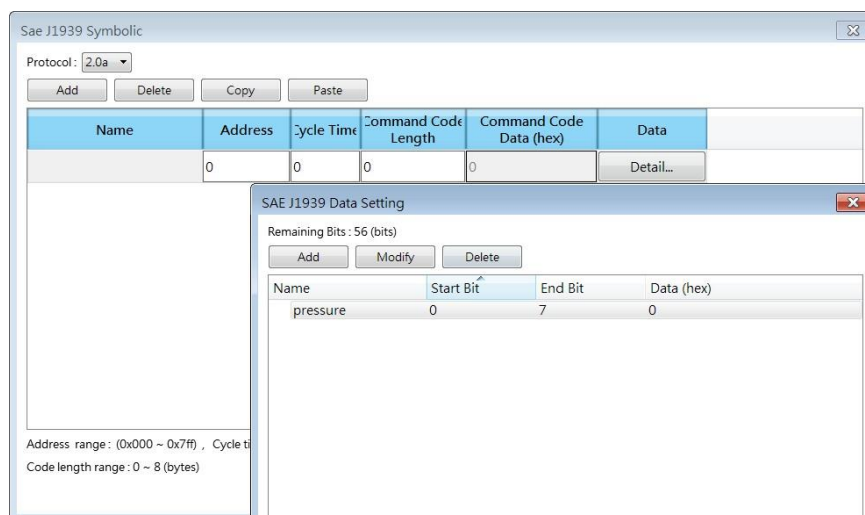 Sae J1939 Symbolic
Protocol: 2.0a
Add Delete Copy Paste
Name Address Cycle Time Command Code Length Command Code Data (hex) Data
0 0 0 0 Detail...
SAE J1939 Data Setting
Remaining Bits : 56 (bits)
Add Modify Delete
Name Start Bit End Bit Data (hex)
pressure 0 7 0
Address range : (0x000 ~ 0x7ff) , Cycle ti
Code length range : 0 ~ 8 (bytes)